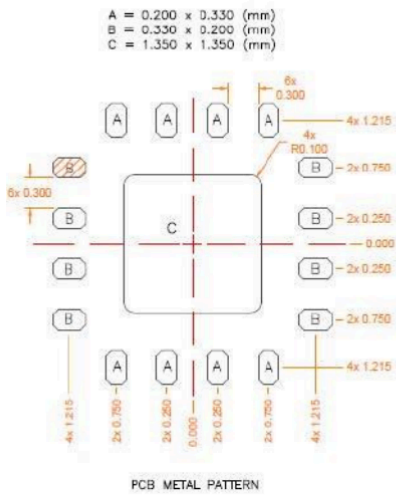 A = 0.200 x 0.330 (mm)
B = 0.330 x 0.200 (mm)
C = 1.350 x 1.350 (mm)
6x
0.300
A A A A
4x 1.215
4x
R0.100
B
B
2x 0.750
6x 0.300
B
C
B
2x 0.250
0.000
B
B
2x 0.250
B
B
2x 0.750
A A A A
4x 1.215
4x 1.215
2x 0.750
2x 0.250
0.000
2x 0.250
2x 0.750
4x 1.215
PCB METAL PATTERN